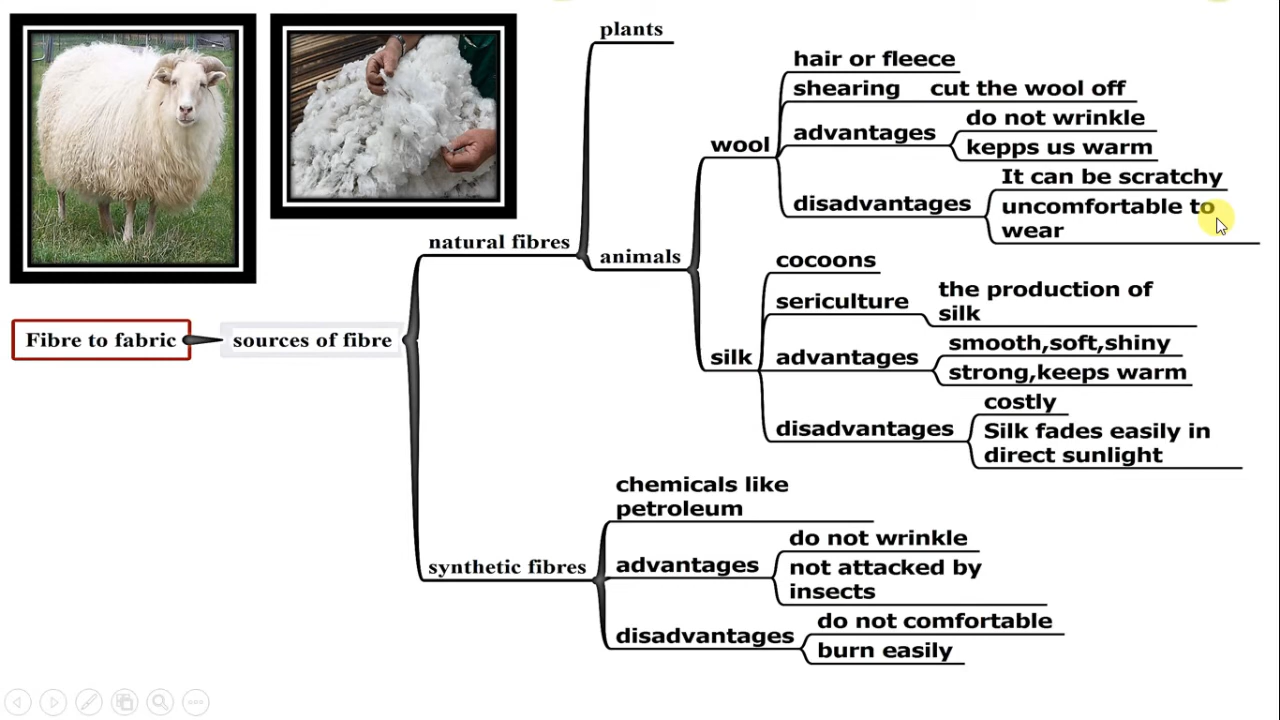 plants
hair or fleece
shearing cut the wool off
do not wrinkle
advantages
kepps us warm
wool
It can be scratchy
disadvantages
uncomfortable to
wear
natural fibres
animals
cocoons
the production of
sericulture
silk
smooth,soft,shiny
silk
advantages
strong,keeps warm
costly
disadvantages
Silk fades easily in
direct sunlight
Fibre to fabric
sources of fibre
chemicals like
petroleum
do not wrinkle
synthetic fibres
advantages
not attacked by
insects
do not comfortable
disadvantages
burn easily